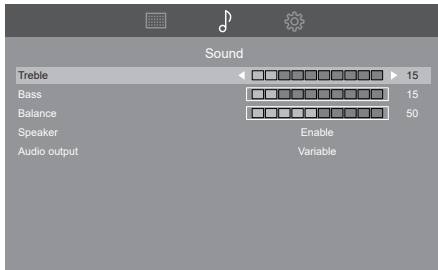 Sound
Treble 15
Bass 15
Balance 50
Speaker Enable
Audio output Variable